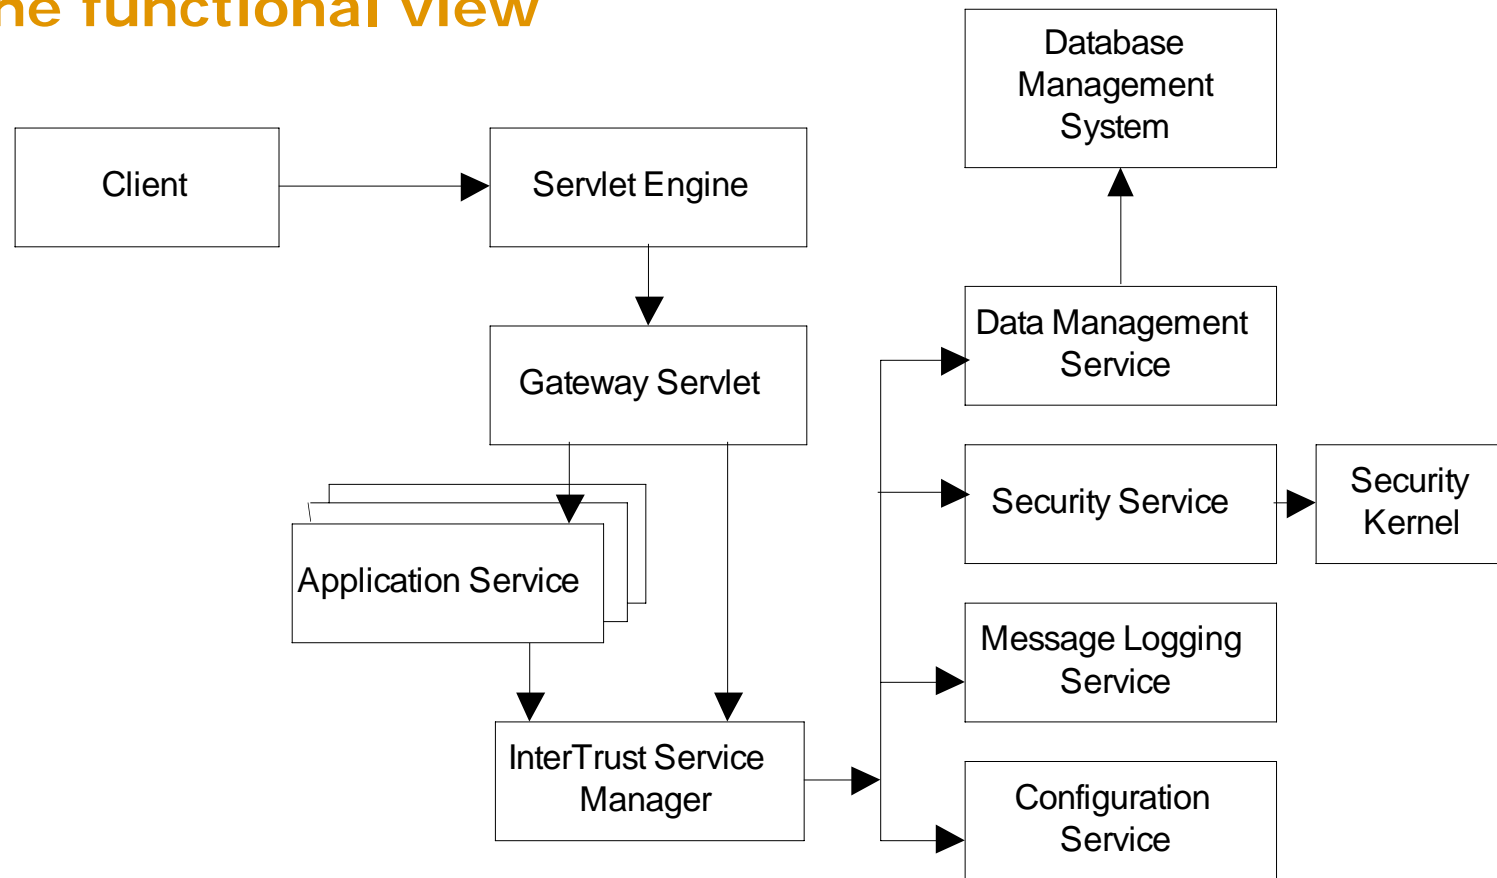 ne functional view
Database
Management
System
Client
Servlet Engine
Data Management
Service
Gateway Servlet
Security Service
Security
Kernel
Application Service
Message Logging
Service
InterTrust Service
Manager
Configuration
Service